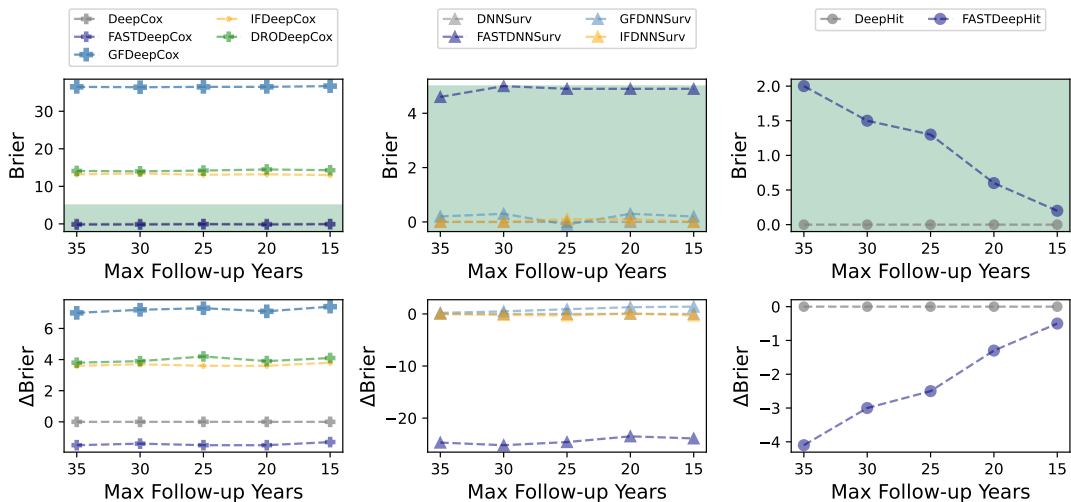 DeepCox
IFDeepCox
FASTDeepCox
DRODeepCox
GFDeepCox
DNNSurv
GFDNNSurv
FASTDNNSurv
IFDNNSurv
DeepHit
FASTDeepHit
Brier
30
20
10
0
35
30
25
20
15
Max Follow-up Years
Brier
4
2
0
35
30
25
20
15
Max Follow-up Years
Brier
2.0
1.5
1.0
0.5
0.0
35
30
25
20
15
Max Follow-up Years
ΔBrier
6
4
2
0
35
30
25
20
15
Max Follow-up Years
ΔBrier
0
−10
−20
35
30
25
20
15
Max Follow-up Years
ΔBrier
0
−1
−2
−3
−4
35
30
25
20
15
Max Follow-up Years